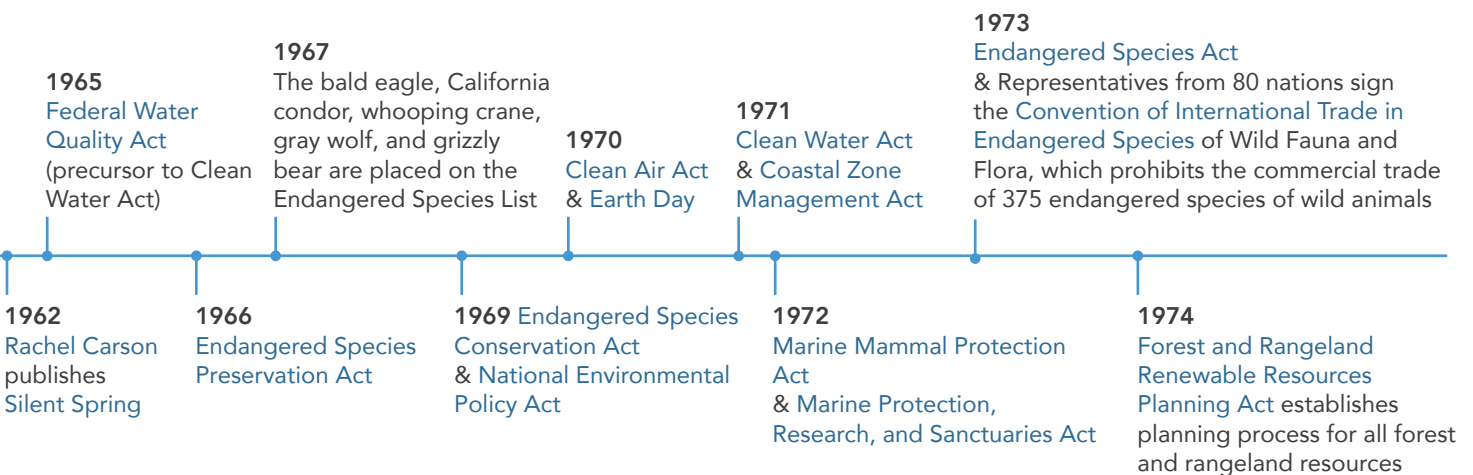 1962
Rachel Carson
publishes
Silent Spring
1965
Federal Water
Quality Act
(precursor to Clean
Water Act)
1966
Endangered Species
Preservation Act
1967
The bald eagle, California
condor, whooping crane,
gray wolf, and grizzly
bear are placed on the
Endangered Species List
1969 Endangered Species
Conservation Act
& National Environmental
Policy Act
1970
Clean Air Act
& Earth Day
1971
Clean Water Act
& Coastal Zone
Management Act
1972
Marine Mammal Protection
Act
& Marine Protection,
Research, and Sanctuaries Act
1973
Endangered Species Act
& Representatives from 80 nations sign
the Convention of International Trade in
Endangered Species of Wild Fauna and
Flora, which prohibits the commercial trade
of 375 endangered species of wild animals
1974
Forest and Rangeland
Renewable Resources
Planning Act establishes
planning process for all forest
and rangeland resources